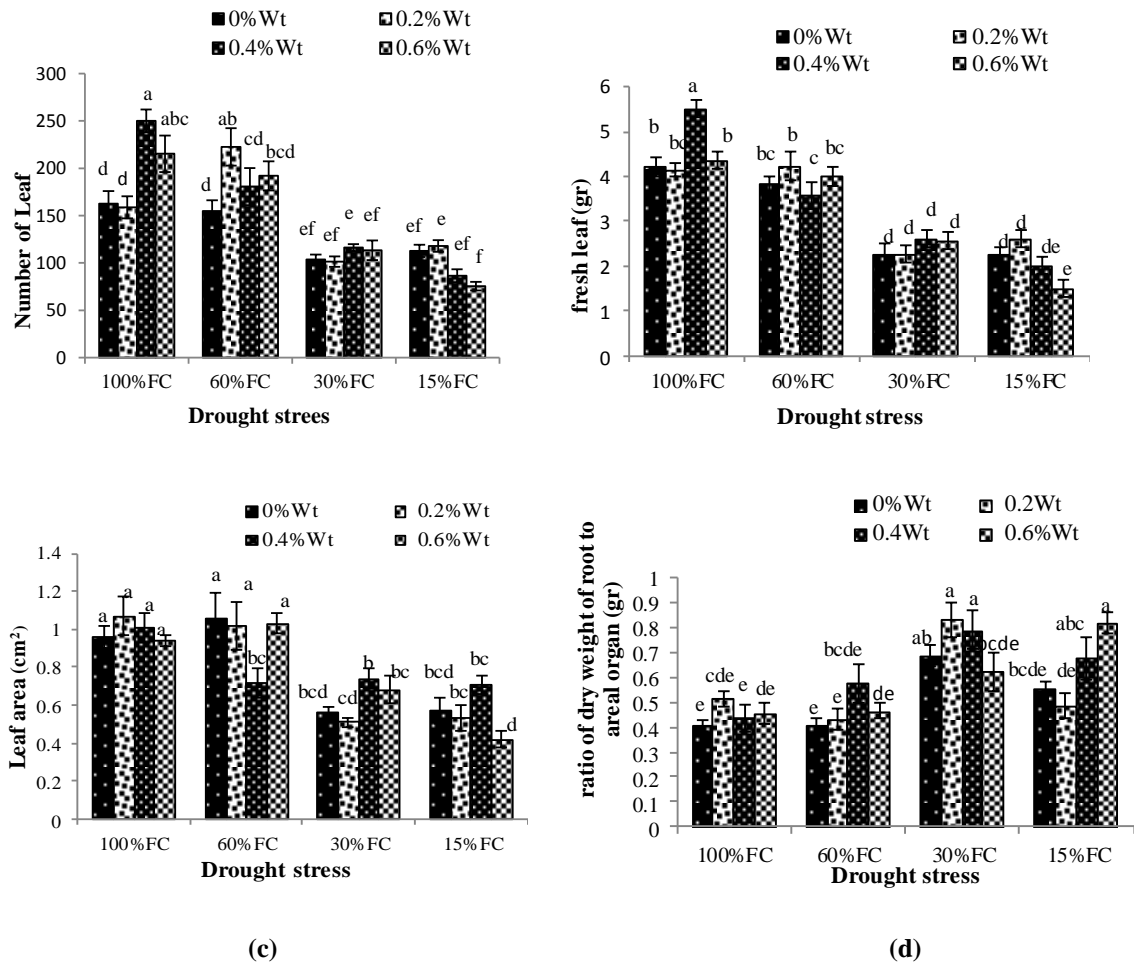 0%Wt 0.2%Wt
0.4%Wt 0.6%Wt
300
250
200
150
100
50
0
Number of Leaf
d d a abc
d ab cd bcd
ef ef e ef
ef e ef f
100%FC 60%FC 30%FC 15%FC
Drought strees
0%Wt 0.2%Wt
0.4%Wt 0.6%Wt
6
5
4
3
2
1
0
fresh leaf (gr)
b bc a b
bc b c bc
d d d d
d d de e
100%FC 60%FC 30%FC 15%FC
Drought stress
0%Wt 0.2%Wt
0.4%Wt 0.6%Wt
1.4
1.2
1
0.8
0.6
0.4
0.2
0
Leaf area (cm²)
a a a a
a a bc a
bcd cd b bc
bcd bc bc d
100%FC 60%FC 30%FC 15%FC
Drought stress
(c)
0%Wt 0.2Wt
0.4Wt 0.6%Wt
1
0.9
0.8
0.7
0.6
0.5
0.4
0.3
0.2
0.1
0
ratio of dry weight of root to
areal organ (gr)
e cde e de
e e bcde de
ab a a bcde
bcde de abc a
100%FC 60%FC 30%FC 15%FC
Drought stress
(d)